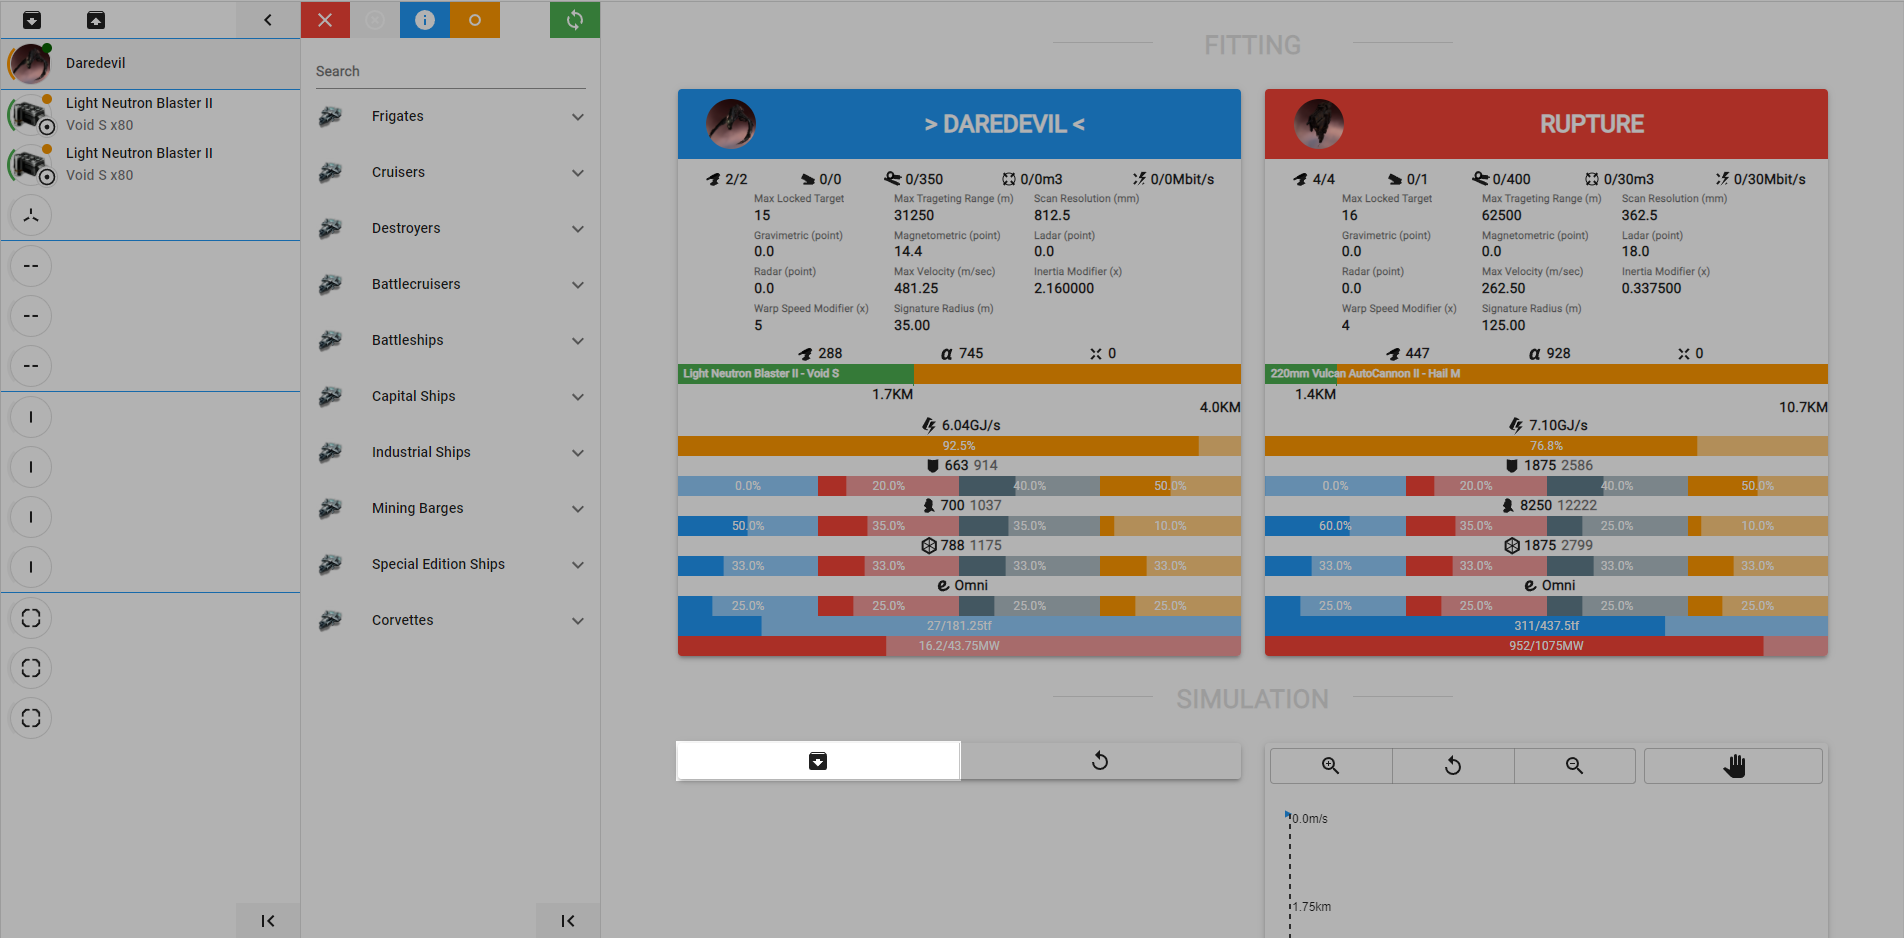 Daredevil
Light Neutron Blaster II
Void S x80
Light Neutron Blaster II
Void S x80
--
--
--
Search
Frigates
Cruisers
Destroyers
Battlecruisers
Battleships
Capital Ships
Industrial Ships
Mining Barges
Special Edition Ships
Corvettes
FITTING
> DAREDEVIL <
2/2 0/0 0/350 0/0m3 0/0Mbit/s
Max Locked Target Max Trageting Range (m) Scan Resolution (mm)
15 31250 812.5
Gravimetric (point) Magnetometric (point) Ladar (point)
0.0 14.4 0.0
Radar (point) Max Velocity (m/sec) Inertia Modifier (x)
0.0 481.25 2.160000
Warp Speed Modifier (x) Signature Radius (m)
5 35.00
288 α 745 0
Light Neutron Blaster II - Void S
1.7KM
4.0KM
6.04GJ/s
92.5%
663 914
0.0% 20.0% 40.0% 50.0%
700 1037
50.0% 35.0% 35.0% 10.0%
788 1175
33.0% 33.0% 33.0% 33.0%
Omni
25.0% 25.0% 25.0% 25.0%
27/181.25tf
16.2/43.75MW
RUPTURE
4/4 0/1 0/400 0/30m3 0/30Mbit/s
Max Locked Target Max Trageting Range (m) Scan Resolution (mm)
16 62500 362.5
Gravimetric (point) Magnetometric (point) Ladar (point)
0.0 0.0 18.0
Radar (point) Max Velocity (m/sec) Inertia Modifier (x)
0.0 262.50 0.337500
Warp Speed Modifier (x) Signature Radius (m)
4 125.00
447 α 928 0
220mm Vulcan AutoCannon II - Hail M
1.4KM
10.7KM
7.10GJ/s
76.8%
1875 2586
0.0% 20.0% 40.0% 50.0%
8250 12222
60.0% 35.0% 25.0% 10.0%
1875 2799
33.0% 33.0% 33.0% 33.0%
Omni
25.0% 25.0% 25.0% 25.0%
311/437.5tf
952/1075MW
SIMULATION
0.0m/s
1.75km